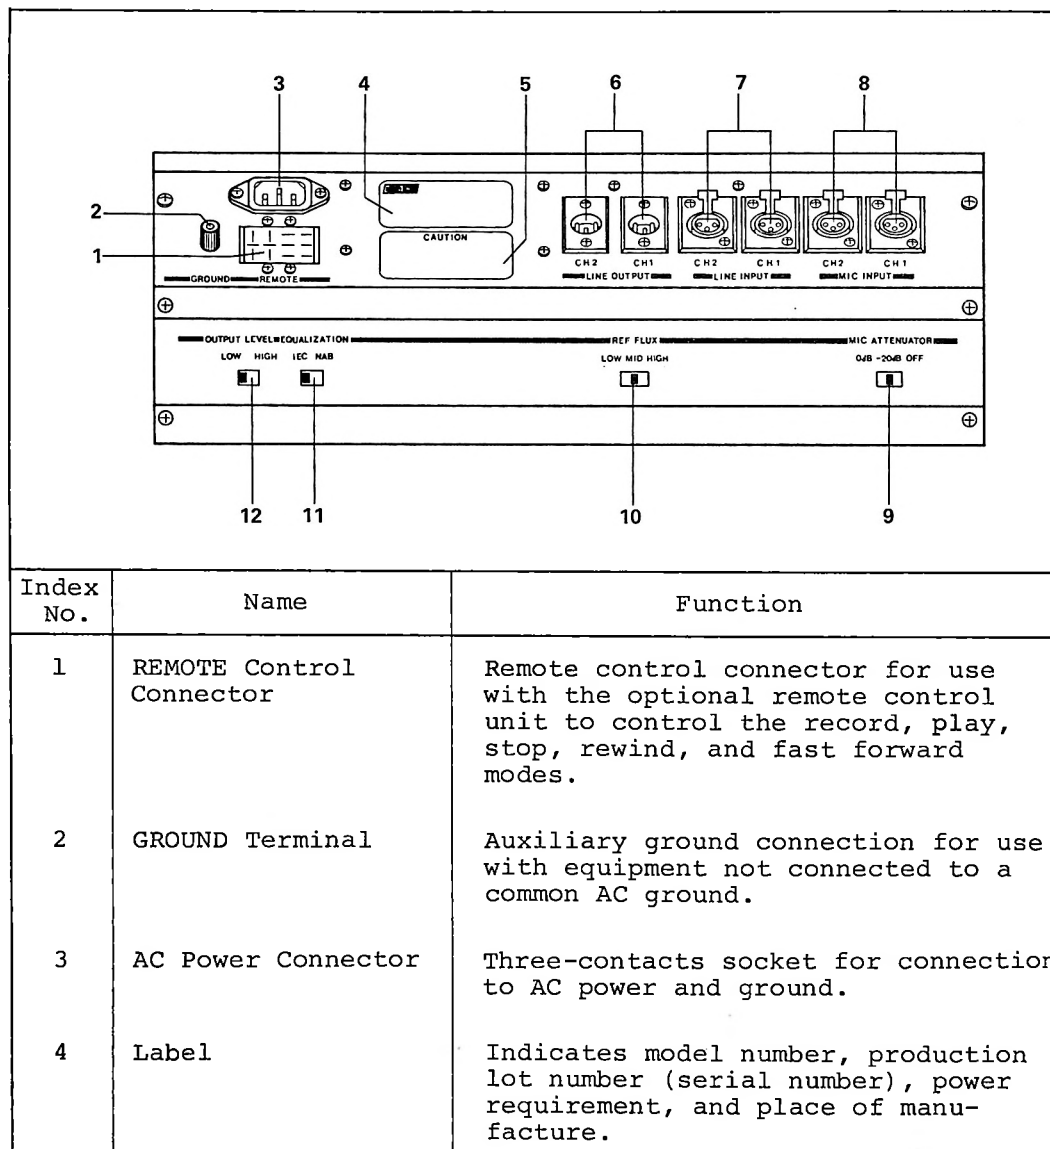 3 4 5 6 7 8
2
1
CAUTION
CH2 CH1 CH2 CH1 CH2 CH1
LINE OUTPUT LINE INPUT MIC INPUT
GROUND REMOTE
OUTPUT LEVEL EQUALIZATION REF FLUX MIC ATTENUATOR
LOW HIGH IEC NAB LOW MID HIGH 0dB -20dB OFF
12 11 10 9
Index No. Name Function
1 REMOTE Control Connector
Remote control connector for use
with the optional remote control
unit to control the record, play,
stop, rewind, and fast forward
modes.
2 GROUND Terminal
Auxiliary ground connection for use
with equipment not connected to a
common AC ground.
3 AC Power Connector
Three-contacts socket for connection
to AC power and ground.
4 Label
Indicates model number, production
lot number (serial number), power
requirement, and place of manu-
facture.